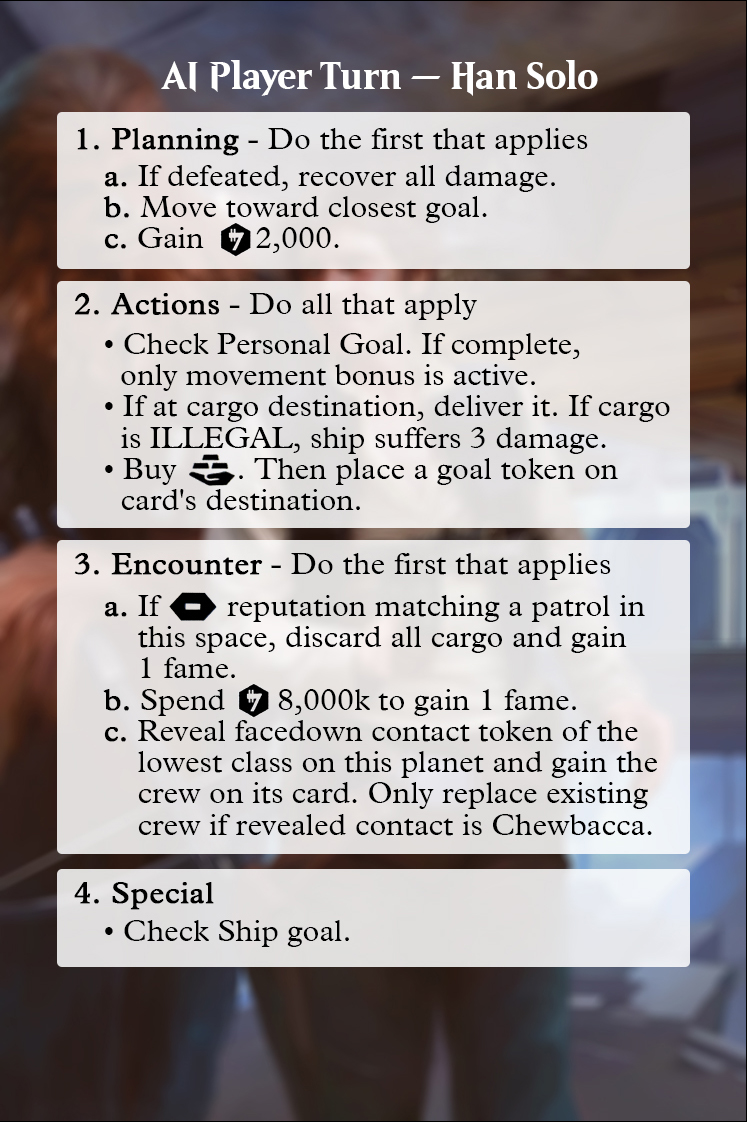 AI Player Turn — Han Solo
1. Planning - Do the first that applies
a. If defeated, recover all damage.
b. Move toward closest goal.
c. Gain 2,000.
2. Actions - Do all that apply
• Check Personal Goal. If complete,
only movement bonus is active.
• If at cargo destination, deliver it. If cargo
is ILLEGAL, ship suffers 3 damage.
• Buy . Then place a goal token on
card's destination.
3. Encounter - Do the first that applies
a. If reputation matching a patrol in
this space, discard all cargo and gain
1 fame.
b. Spend 8,000k to gain 1 fame.
c. Reveal facedown contact token of the
lowest class on this planet and gain the
crew on its card. Only replace existing
crew if revealed contact is Chewbacca.
4. Special
• Check Ship goal.